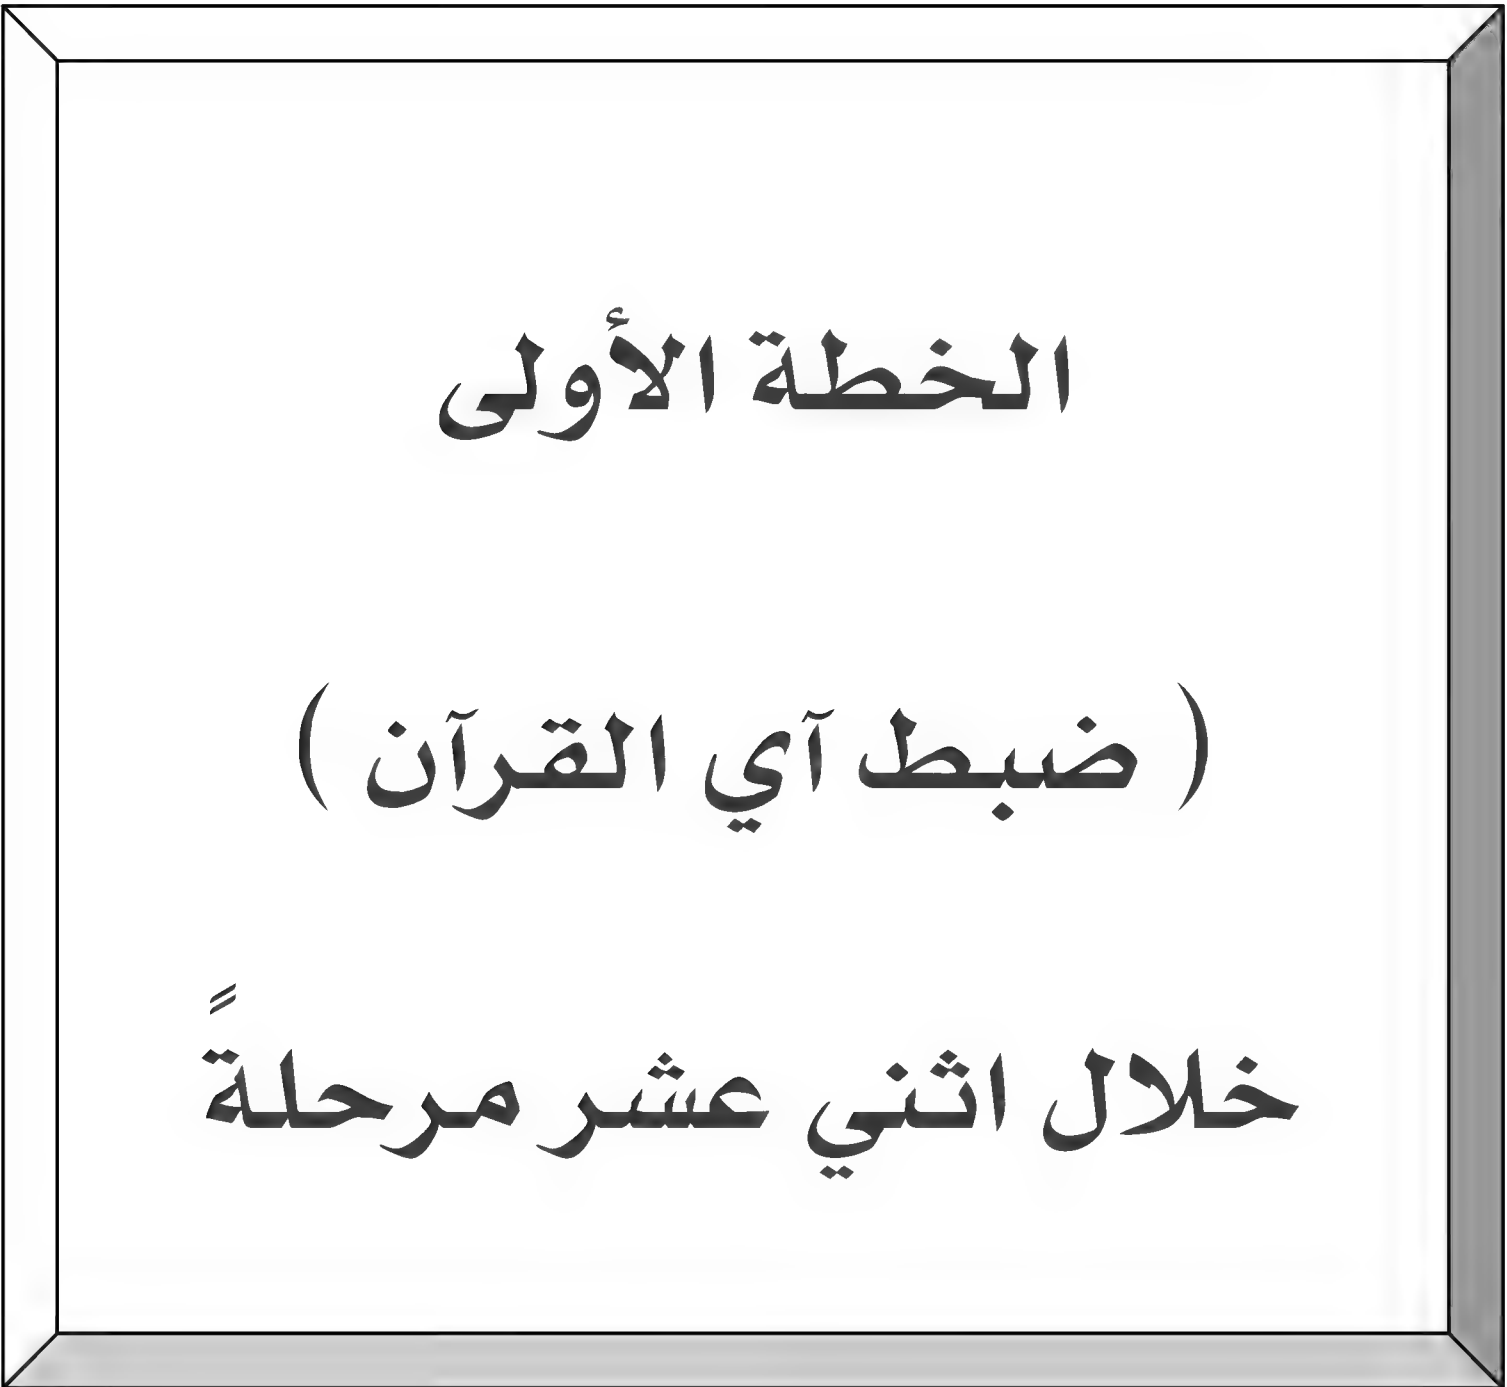 الخطة الأولى
( ضبط آي القرآن )
خلال اثني عشر مرحلةً